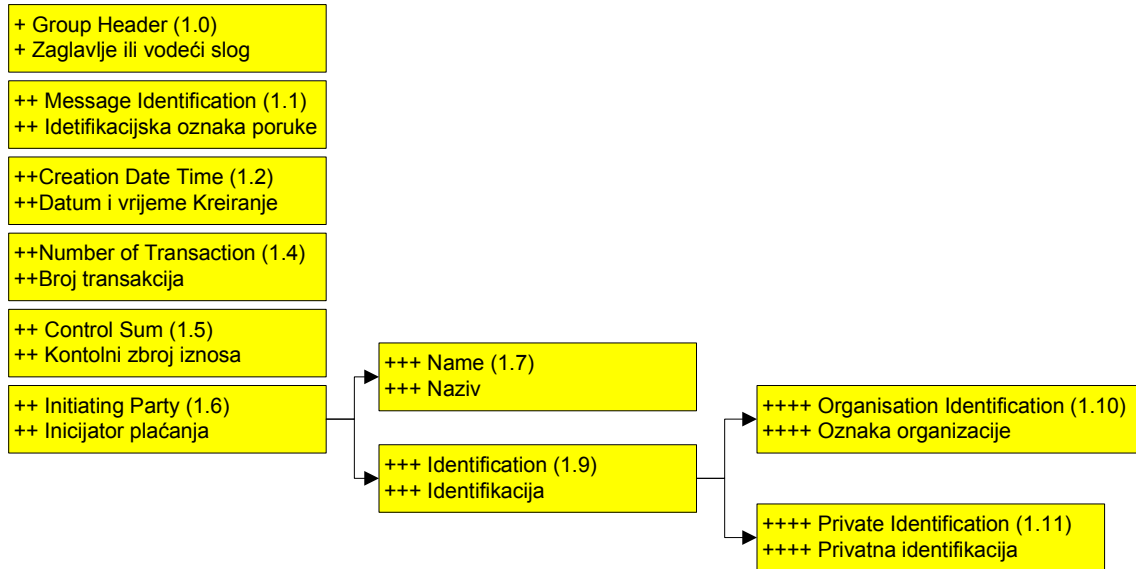 + Group Header (1.0)
+ Zaglavlje ili vodeći slog
++ Message Identification (1.1)
++ Idetifikacijska oznaka poruke
++Creation Date Time (1.2)
++Datum i vrijeme Kreiranje
++Number of Transaction (1.4)
++Broj transakcija
++ Control Sum (1.5)
++ Kontolni zbroj iznosa
++ Initiating Party (1.6)
++ Inicijator plaćanja
+++ Name (1.7)
+++ Naziv
+++ Identification (1.9)
+++ Identifikacija
++++ Organisation Identification (1.10)
++++ Oznaka organizacije
++++ Private Identification (1.11)
++++ Privatna identifikacija